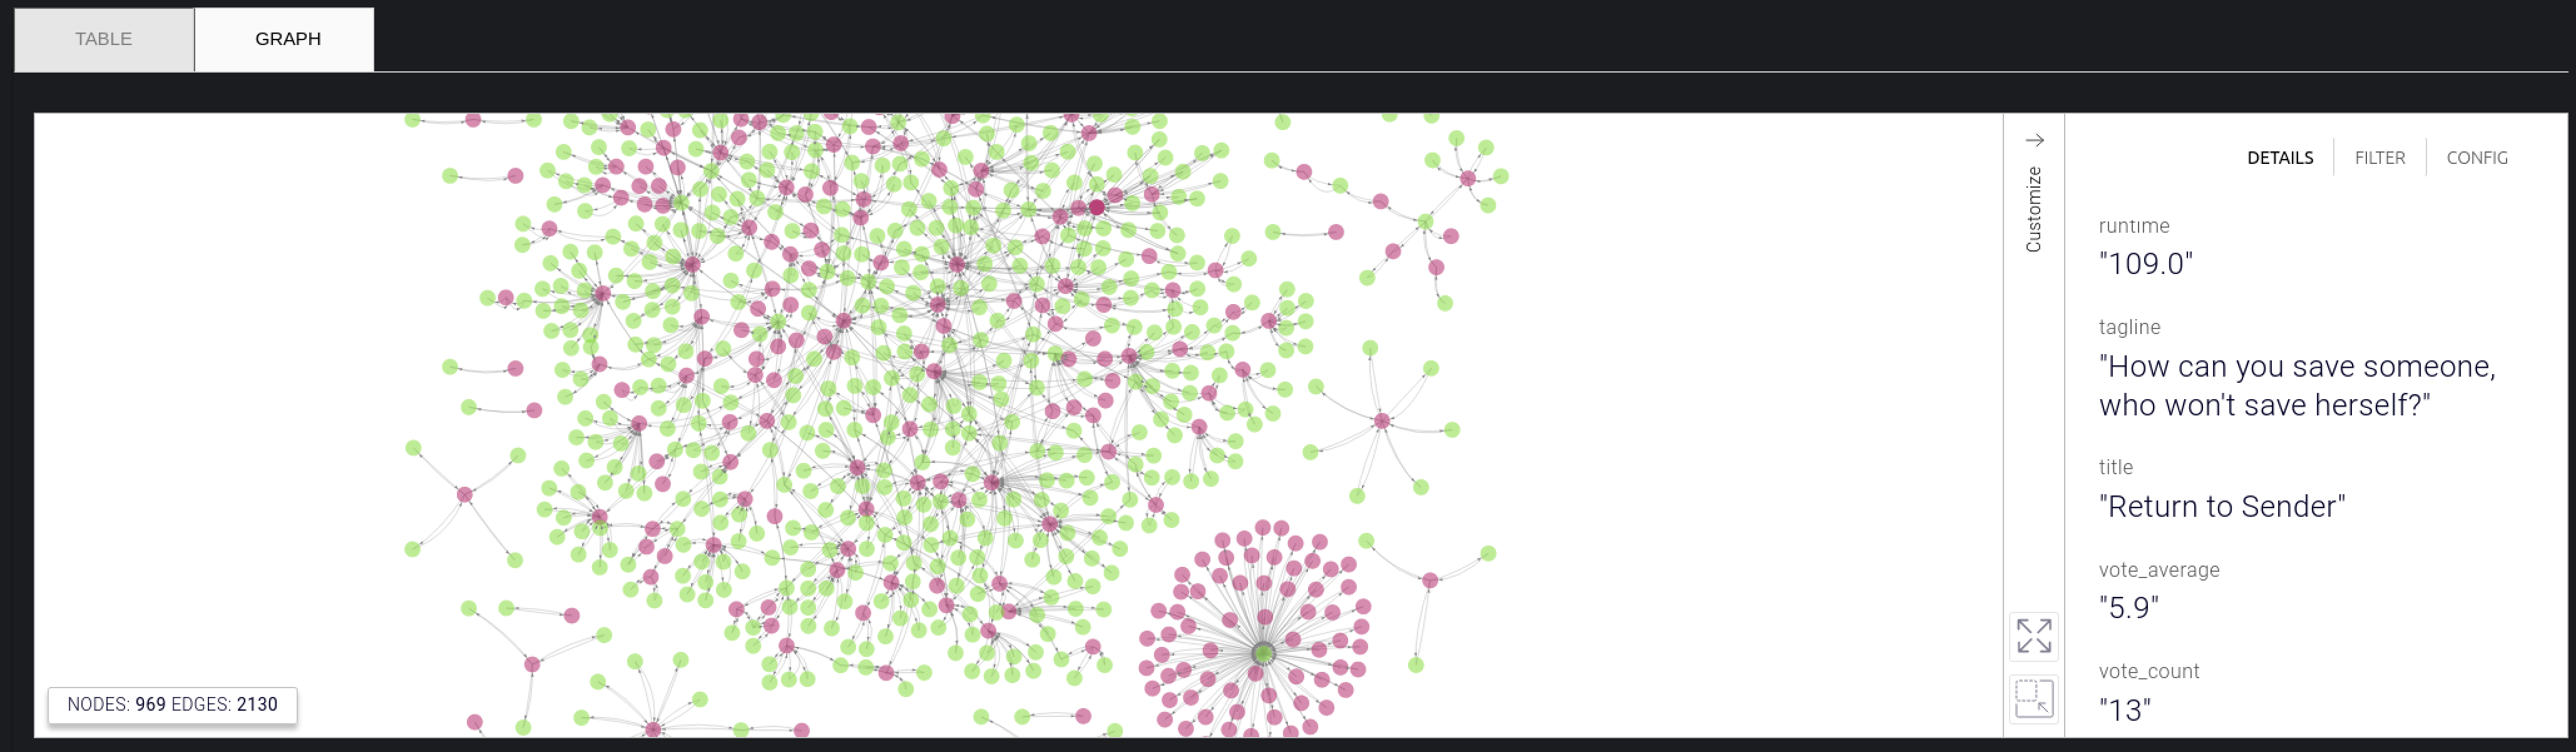 TABLE
GRAPH
Customize
DETAILS
FILTER
CONFIG
runtime
"109.0"
tagline
"How can you save someone,
who won't save herself?"
title
"Return to Sender"
vote_average
"5.9"
vote_count
"13"
NODES: 969 EDGES: 2130